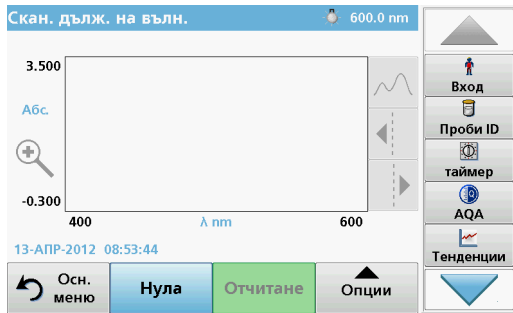 Скан. дълж. на вълн.
600.0 nm
3.500
Абс.
-0.300
400
λ nm
600
13-АПР-2012 08:53:44
Осн.
меню
Нула
Отчитане
Опции
Вход
Проби ID
таймер
AQA
Тенденции